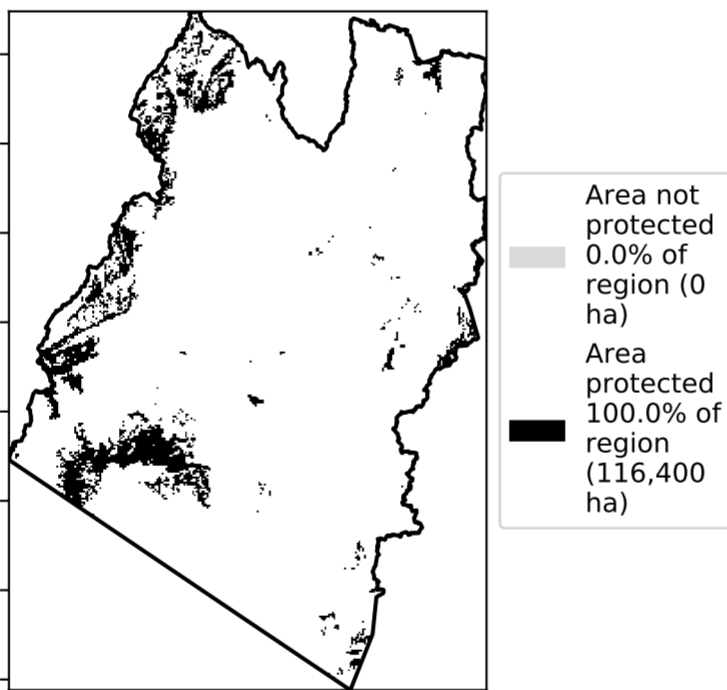 Area not
protected
0.0% of
region (0
ha)
Area
protected
100.0% of
region
(116,400
ha)